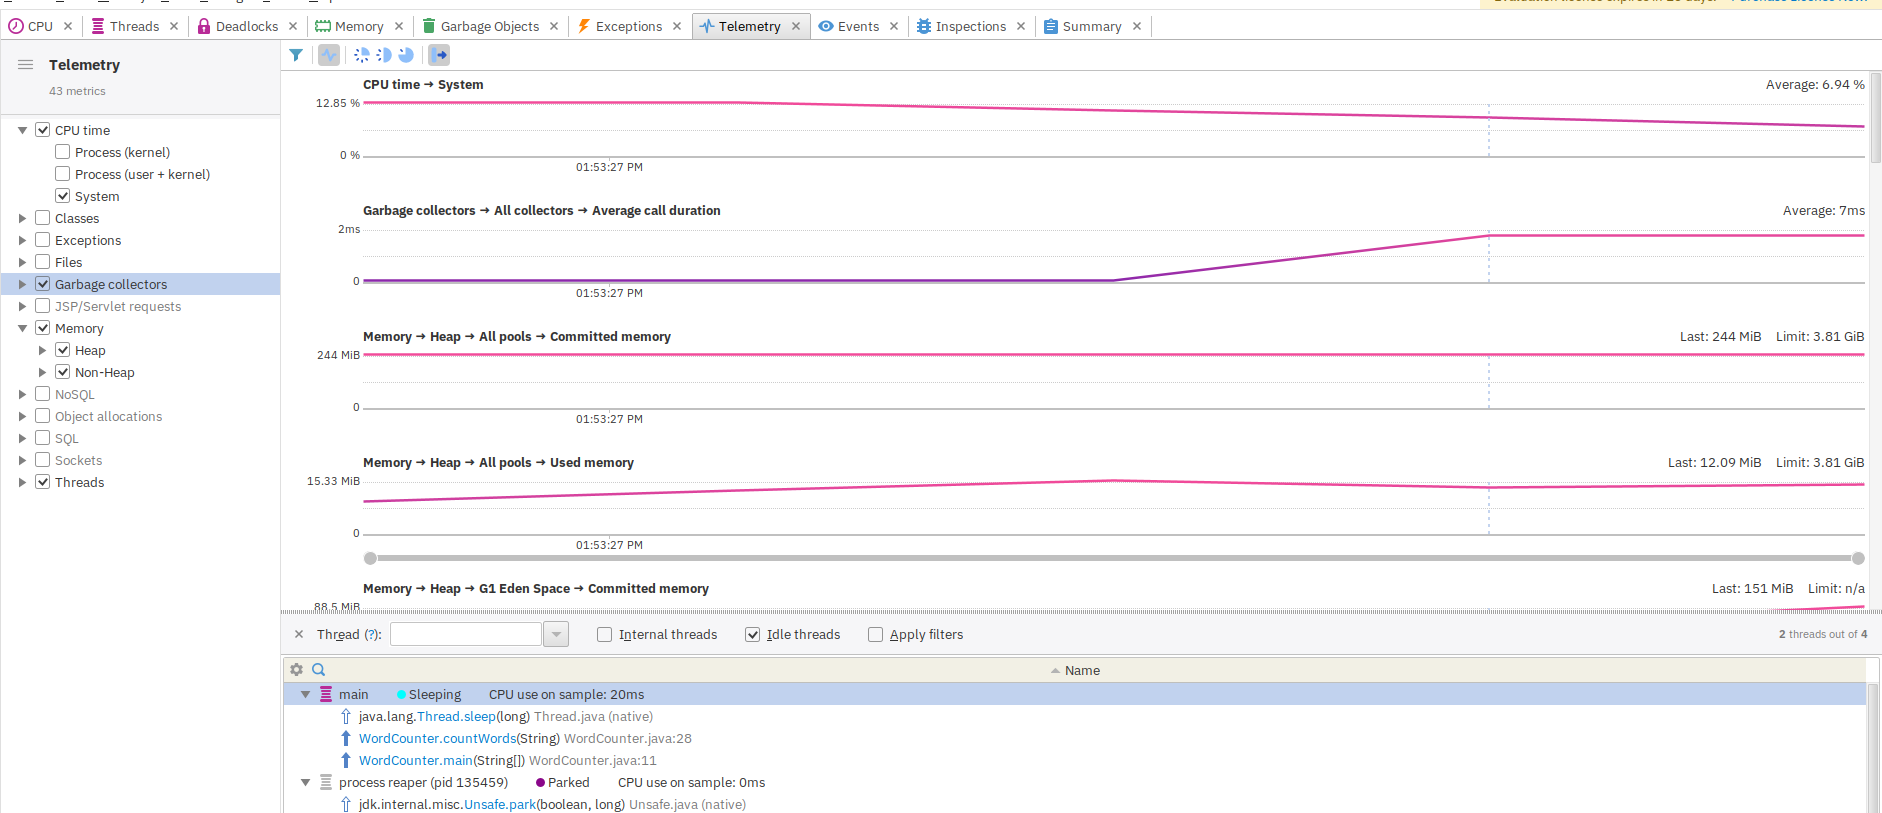 CPU Threads Deadlocks Memory Garbage Objects Exceptions Telemetry Events Inspections Summary
Telemetry
43 metrics
CPU time
Process (kernel)
Process (user + kernel)
System
Classes
Exceptions
Files
Garbage collectors
JSP/Servlet requests
Memory
Heap
Non-Heap
NoSQL
Object allocations
SQL
Sockets
Threads
CPU time → System Average: 6.94 %
12.85 %
0 %
01:53:27 PM
Garbage collectors → All collectors → Average call duration Average: 7ms
2ms
0
01:53:27 PM
Memory → Heap → All pools → Committed memory Last: 244 MiB Limit: 3.81 GiB
244 MiB
0
01:53:27 PM
Memory → Heap → All pools → Used memory Last: 12.09 MiB Limit: 3.81 GiB
15.33 MiB
0
01:53:27 PM
Memory → Heap → G1 Eden Space → Committed memory Last: 151 MiB Limit: n/a
88.5 MiB
Thread (?): Internal threads Idle threads Apply filters 2 threads out of 4
Name
main Sleeping CPU use on sample: 20ms
java.lang.Thread.sleep(long) Thread.java (native)
WordCounter.countWords(String) WordCounter.java:28
WordCounter.main(String[]) WordCounter.java:11
process reaper (pid 135459) Parked CPU use on sample: 0ms
jdk.internal.misc.Unsafe.park(boolean, long) Unsafe.java (native)